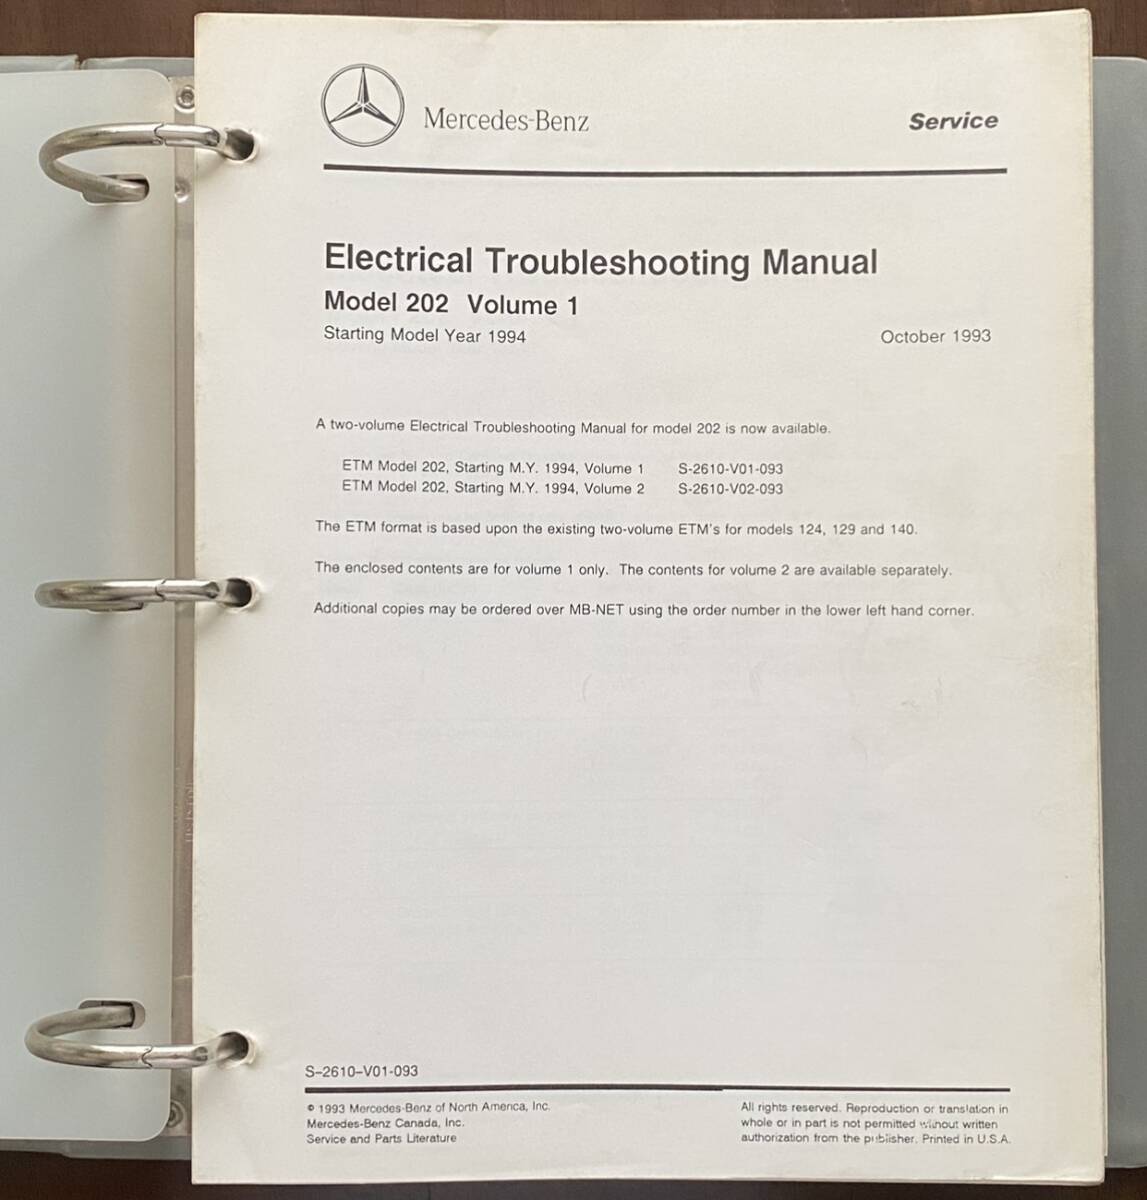 Mercedes-Benz
Service
Electrical Troubleshooting Manual
Model 202 Volume 1
Starting Model Year 1994
October 1993
A two-volume Electrical Troubleshooting Manual for model 202 is now available.
ETM Model 202, Starting M.Y. 1994, Volume 1 S-2610-V01-093
ETM Model 202, Starting M.Y. 1994, Volume 2 S-2610-V02-093
The ETM format is based upon the existing two-volume ETM's for models 124, 129 and 140.
The enclosed contents are for volume 1 only. The contents for volume 2 are available separately.
Additional copies may be ordered over MB-NET using the order number in the lower left hand corner.
S-2610-V01-093
© 1993 Mercedes-Benz of North America, Inc.
Mercedes-Benz Canada, Inc.
Service and Parts Literature
All rights reserved. Reproduction or translation in
whole or in part is not permitted without written
authorization from the publisher. Printed in U.S.A.